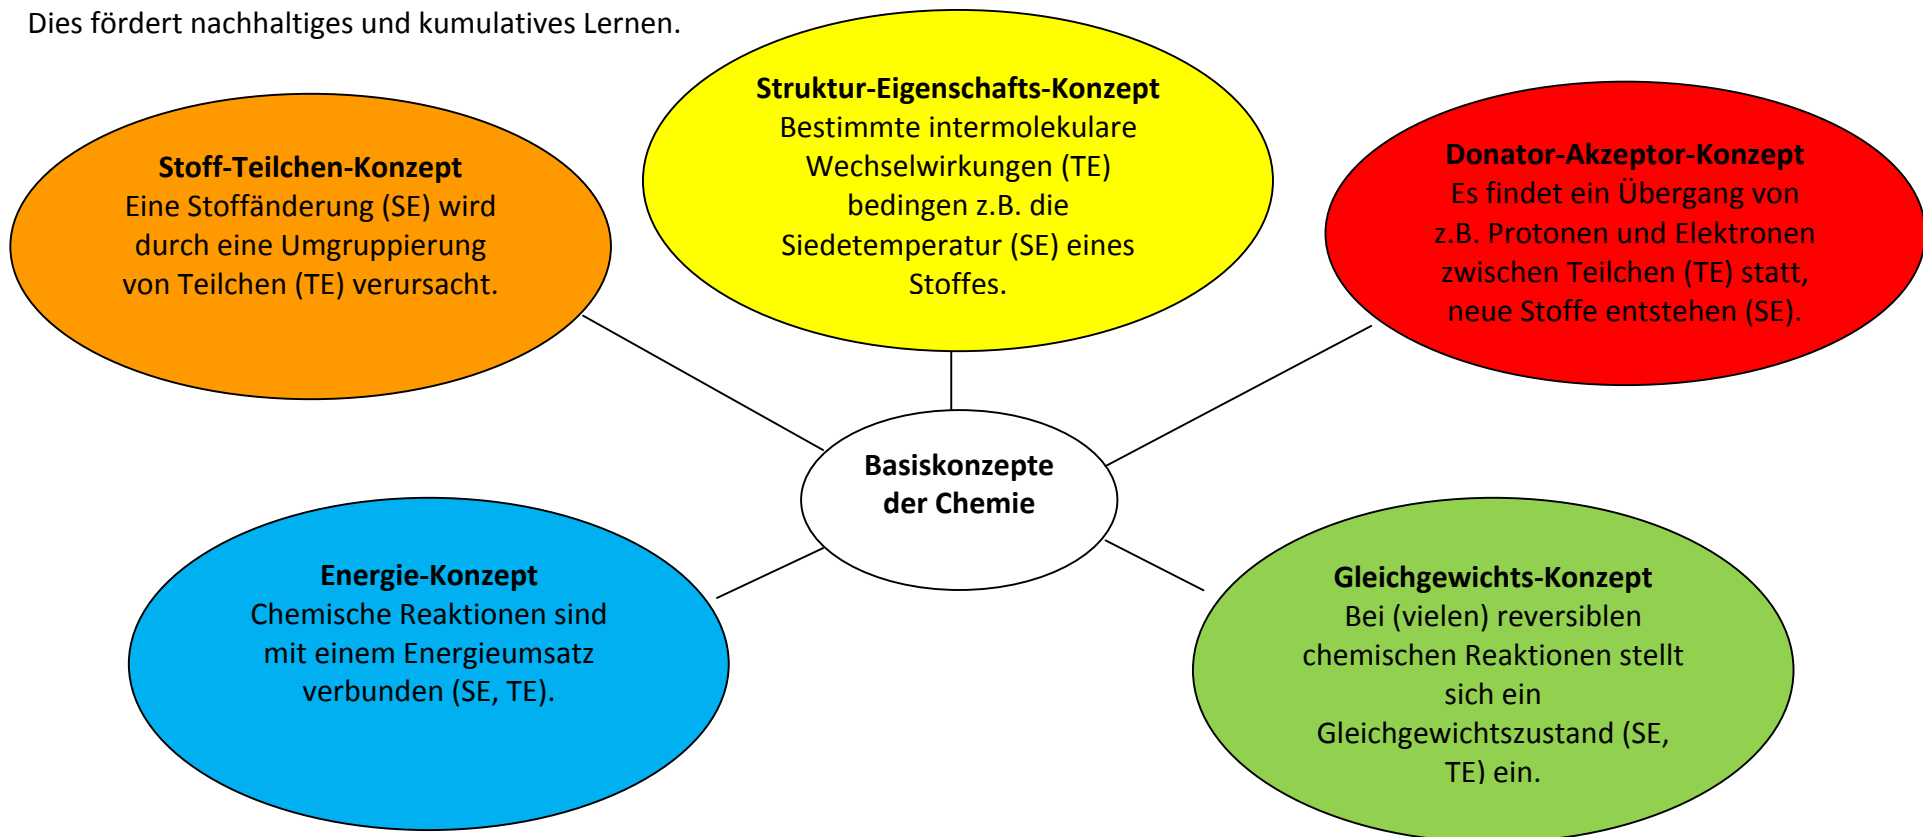 Dies fördert nachhaltiges und kumulatives Lernen.
Struktur-Eigenschafts-Konzept
Bestimmte intermolekulare
Wechselwirkungen (TE)
bedingen z.B. die
Siedetemperatur (SE) eines
Stoffes.
Stoff-Teilchen-Konzept
Eine Stoffänderung (SE) wird
durch eine Umgruppierung
von Teilchen (TE) verursacht.
Donator-Akzeptor-Konzept
Es findet ein Übergang von
z.B. Protonen und Elektronen
zwischen Teilchen (TE) statt,
neue Stoffe entstehen (SE).
Basiskonzepte
der Chemie
Energie-Konzept
Chemische Reaktionen sind
mit einem Energieumsatz
verbunden (SE, TE).
Gleichgewichts-Konzept
Bei (vielen) reversiblen
chemischen Reaktionen stellt
sich ein
Gleichgewichtszustand (SE,
TE) ein.